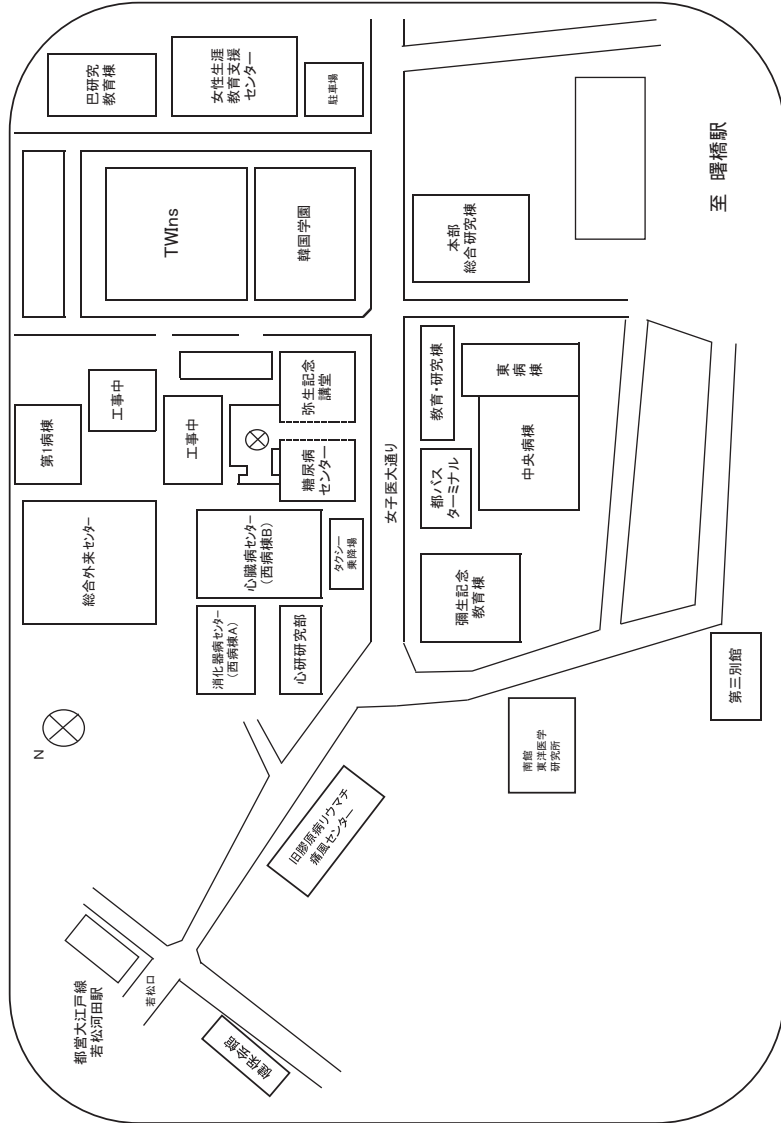 都営大江戸線
若松河田駅
若松口
健保会館
N
旧膠原病リウマチ
痛風センター
総合外来センター
第1病棟
工事中
工事中
消化器病センター
(西病棟A)
心研研究部
心臓病センター
(西病棟B)
タクシー
乗降場
糖尿病
センター
弥生記念
講堂
TWIns
韓国学園
巴研究
教育棟
女性生涯
教育支援
センター
駐車場
女子医大通り
彌生記念
教育棟
都バス
ターミナル
教育・研究棟
中央病棟
東
病
棟
本部
総合研究棟
南館
東洋医学
研究所
第三別館
至 曙橋駅